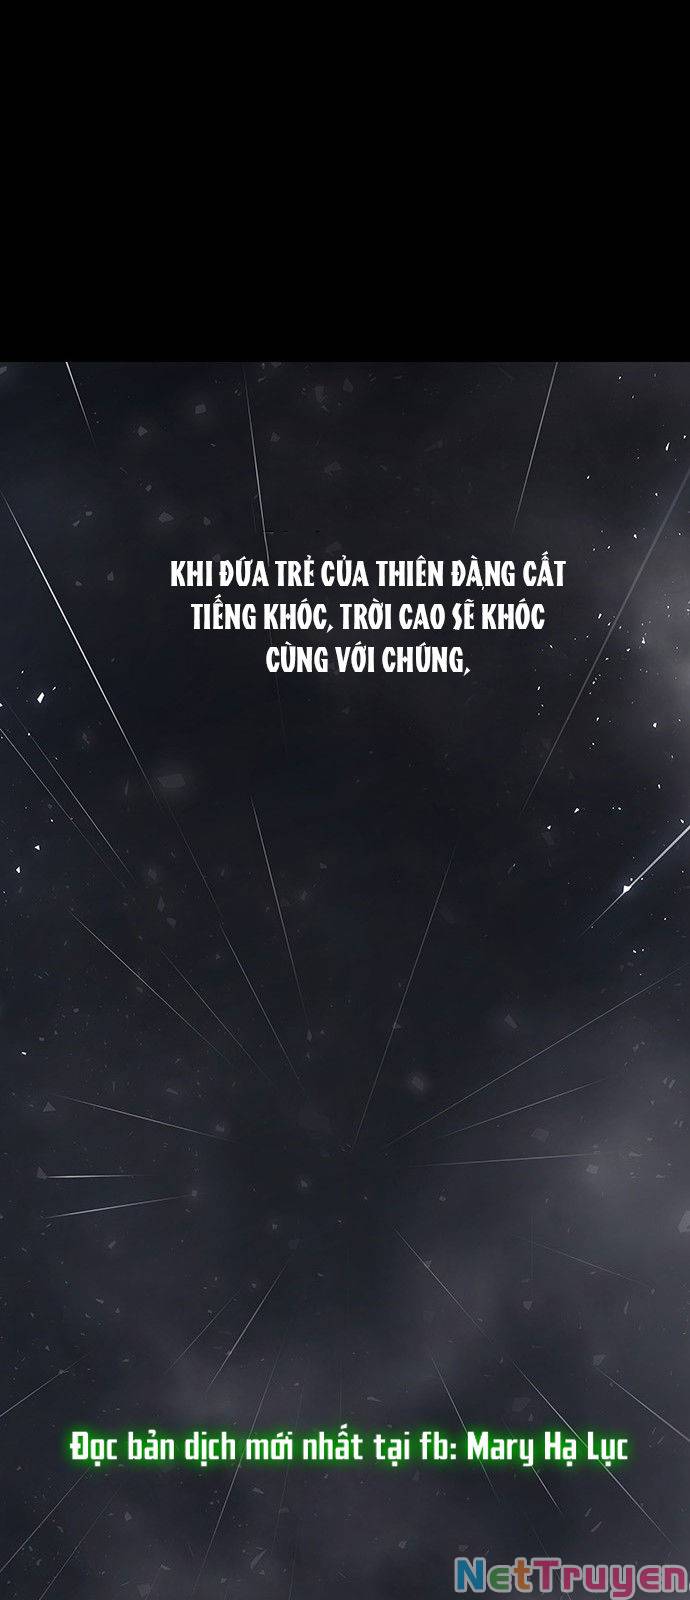 KHI ĐỨA TRẺ CỦA THIÊN ĐÀNG CẤT
TIẾNG KHÓC, TRỜI CAO SẼ KHÓC
CÙNG VỚI CHÚNG,
Đọc bản dịch mới nhất tại fb: Mary Hạ Lục
NetTruyen